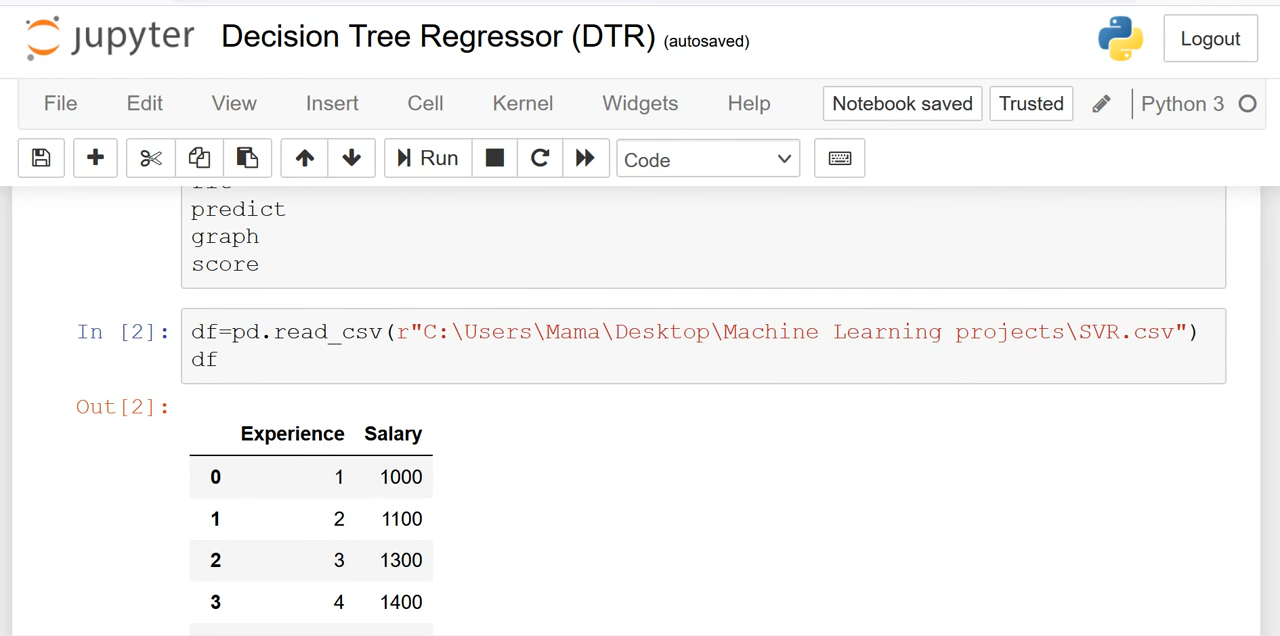 jupyter Decision Tree Regressor (DTR) (autosaved) Logout
File Edit View Insert Cell Kernel Widgets Help Notebook saved Trusted Python 3
Run Code
predict
graph
score
In [2]: df=pd.read_csv(r"C:\Users\Mama\Desktop\Machine Learning projects\SVR.csv")
df
Out[2]:
Experience Salary
0 1 1000
1 2 1100
2 3 1300
3 4 1400